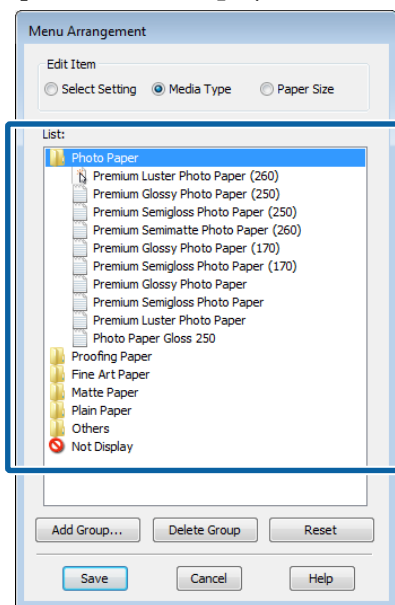 Menu Arrangement
Edit Item
Select Setting Media Type Paper Size
List:
Photo Paper
Premium Luster Photo Paper (260)
Premium Glossy Photo Paper (250)
Premium Semigloss Photo Paper (250)
Premium Semimatte Photo Paper (260)
Premium Glossy Photo Paper (170)
Premium Semigloss Photo Paper (170)
Premium Glossy Photo Paper
Premium Semigloss Photo Paper
Premium Luster Photo Paper
Photo Paper Gloss 250
Proofing Paper
Fine Art Paper
Matte Paper
Plain Paper
Others
Not Display
Add Group... Delete Group Reset
Save Cancel Help